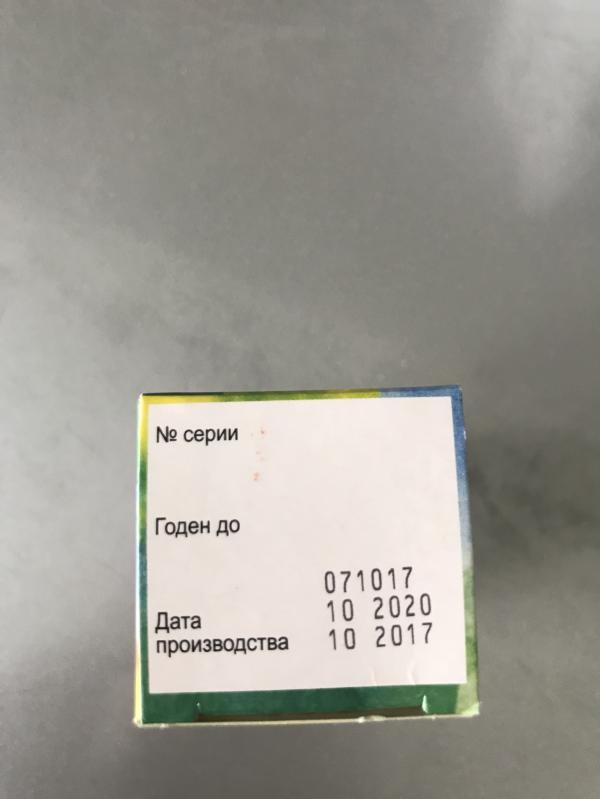 № серии
Годен до
071017
10 2020
Дата
производства
10 2017